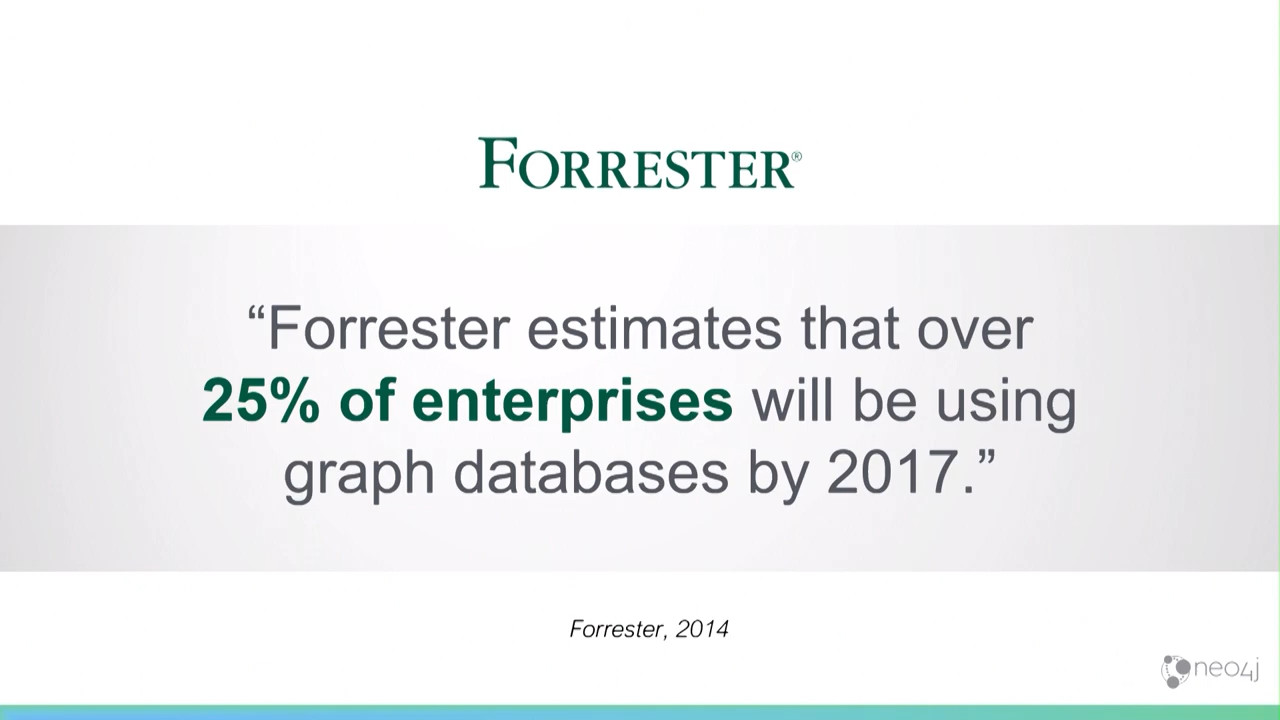 FORRESTER®
“Forrester estimates that over
25% of enterprises will be using
graph databases by 2017.”
Forrester, 2014
neo4j